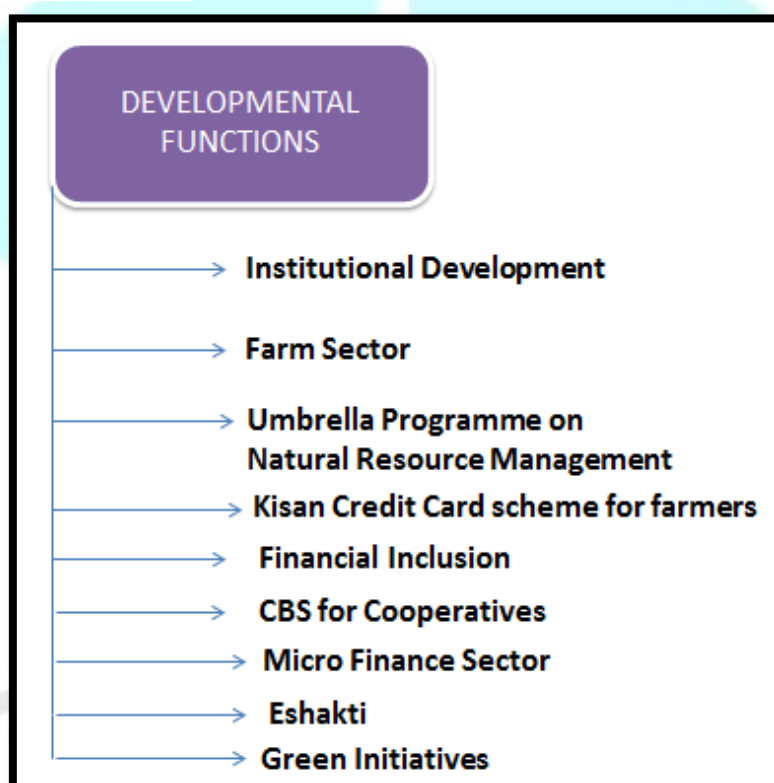 DEVELOPMENTAL
FUNCTIONS
Institutional Development
Farm Sector
Umbrella Programme on
Natural Resource Management
Kisan Credit Card scheme for farmers
Financial Inclusion
CBS for Cooperatives
Micro Finance Sector
Eshakti
Green Initiatives